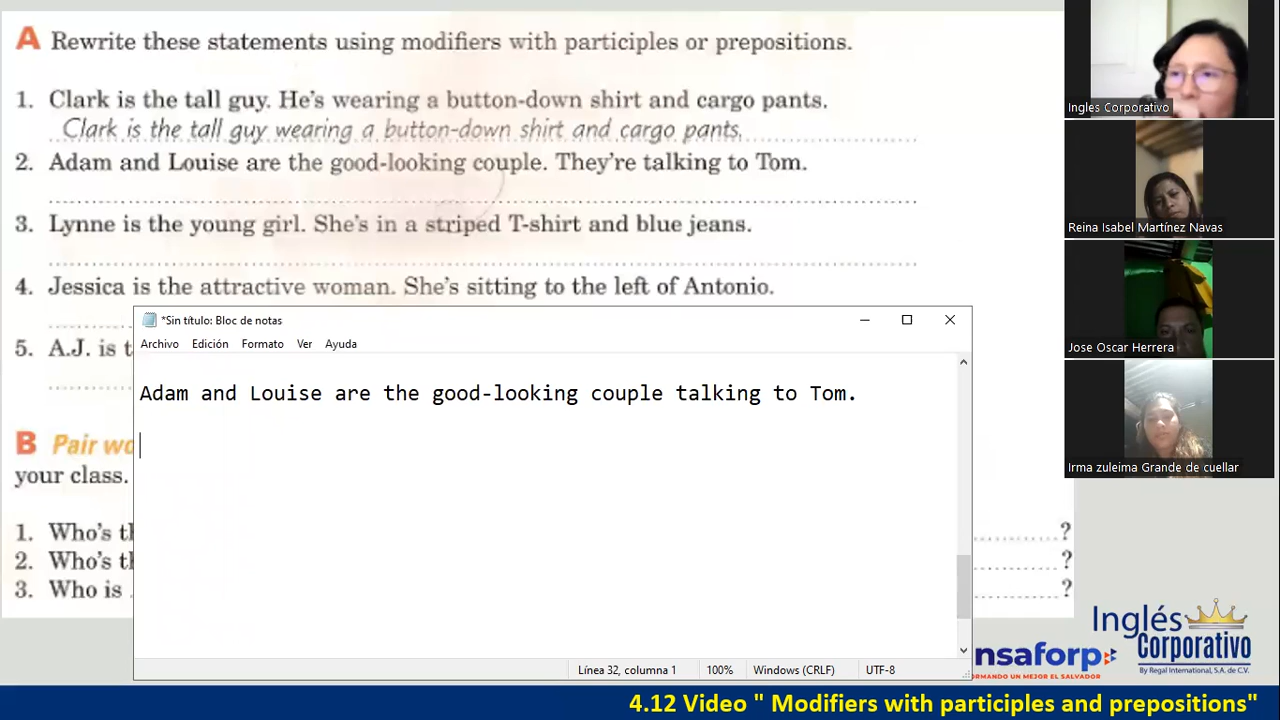 A Rewrite these statements using modifiers with participles or prepositions.
1. Clark is the tall guy. He's wearing a button-down shirt and cargo pants.
Clark is the tall guy wearing a button-down shirt and cargo pants.
2. Adam and Louise are the good-looking couple. They're talking to Tom.
3. Lynne is the young girl. She's in a striped T-shirt and blue jeans.
4. Jessica is the attractive woman. She's sitting to the left of Antonio.
5. A.J. is t
*Sin título: Bloc de notas
Archivo Edición Formato Ver Ayuda
Adam and Louise are the good-looking couple talking to Tom.
Línea 32, columna 1 100% Windows (CRLF) UTF-8
B Pair wo
your class.
1. Who's th ?
2. Who's th ?
3. Who is ?
Ingles Corporativo
Reina Isabel Martínez Navas
Jose Oscar Herrera
Irma zuleima Grande de cuellar
nsaforp
ORMANDO UN MEJOR EL SALVADOR
Inglés
Corporativo
By Regal International, S.A. de C.V.
4.12 Video " Modifiers with participles and prepositions"